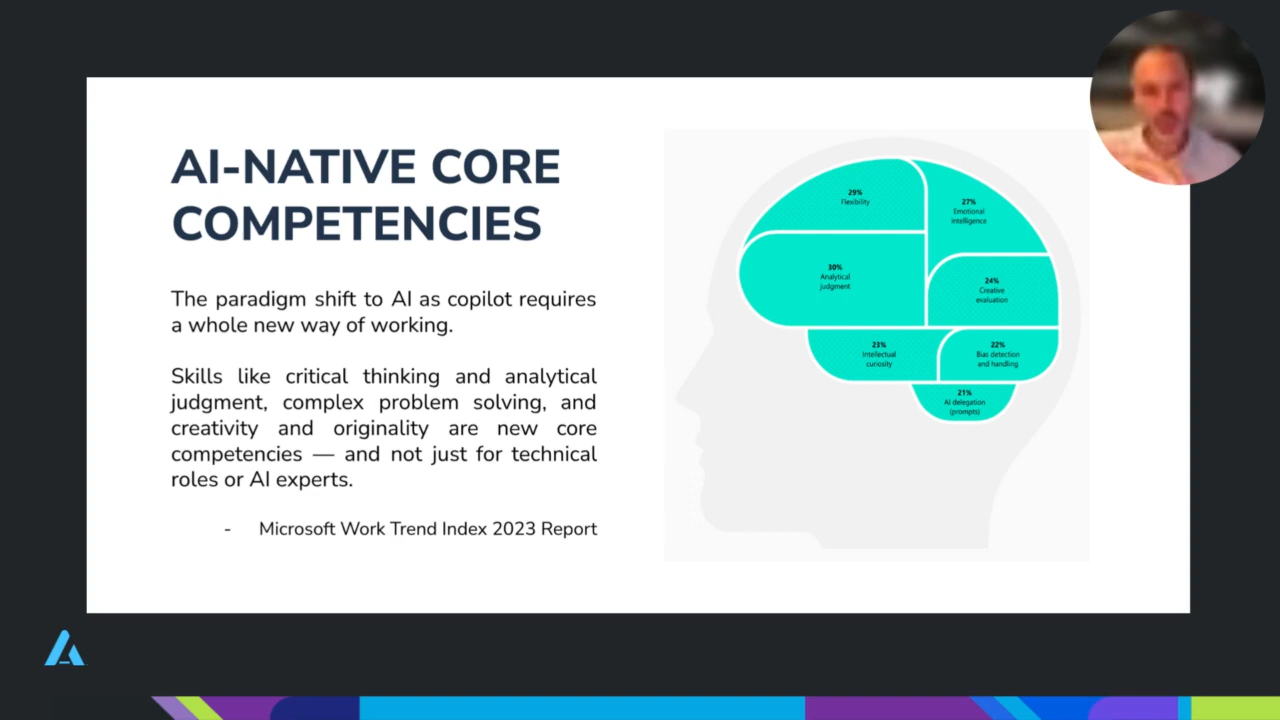 AI-NATIVE CORE
COMPETENCIES
The paradigm shift to AI as copilot requires
a whole new way of working.
Skills like critical thinking and analytical
judgment, complex problem solving, and
creativity and originality are new core
competencies — and not just for technical
roles or AI experts.
- Microsoft Work Trend Index 2023 Report
29%
Flexibility
27%
Emotional
intelligence
30%
Analytical
judgment
24%
Creative
evaluation
23%
Intellectual
curiosity
22%
Bias detection
and handling
21%
AI delegation
(prompts)